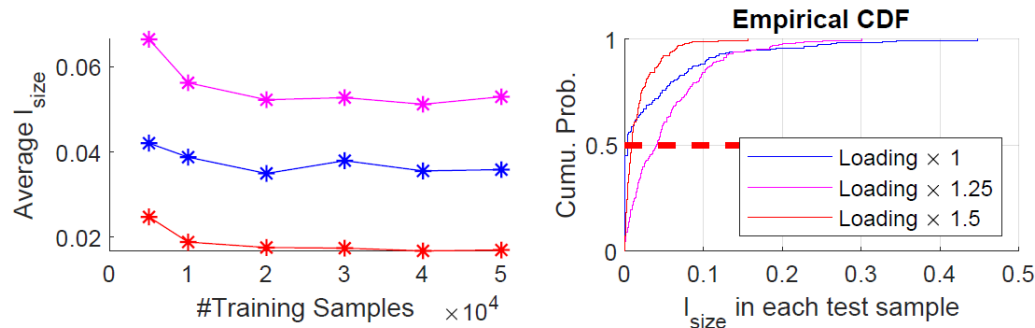 0.06
0.04
0.02
Average I_size
0 1 2 3 4 5
#Training Samples ×10^4
Empirical CDF
1
0.5
0
Cumu. Prob.
Loading × 1
Loading × 1.25
Loading × 1.5
0 0.1 0.2 0.3 0.4 0.5
I_size in each test sample